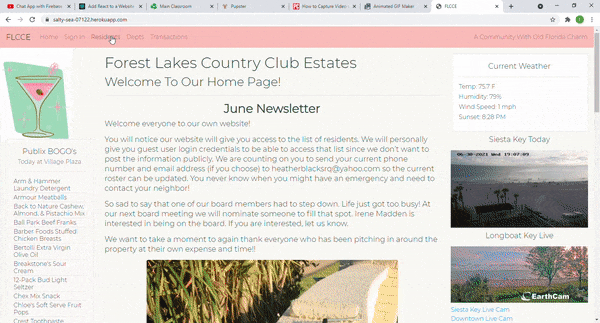 Chat App with Firebase
Add React to a Website
Main Classroom
Pupster
How to Capture Video
Animated GIF Maker
FLCCE
salty-sea-07122.herokuapp.com
FLCCE Home Sign in Residents Depts Transactions
A Community With Old Florida Charm
Publix BOGO's
Today at Village Plaza
Arm & Hammer
Laundry Detergent
Armour Meatballs
Back to Nature Cashew,
Almond, & Pistachio Mix
Ball Park Beef Franks
Barber Foods Stuffed
Chicken Breasts
Bertolli Extra Virgin
Olive Oil
Breakstone's Sour
Cream
12-Pack Bud Light
Seltzer
Chex Mix Snack
Chloe's Soft Serve Fruit
Pops
Crest Toothpaste
Forest Lakes Country Club Estates
Welcome To Our Home Page!
June Newsletter
Welcome everyone to our own website!
You will notice our website will give you access to the list of residents. We will personally
give you guest user login credentials to be able to access that list since we don't want to
post the information publicly. We are counting on you to send your current phone
number and email address (if you choose) to heatherblacksrq@yahoo.com so the current
roster can be updated. You never know when you might have an emergency and need to
contact your neighbor!
So sad to say that one of our board members had to step down. Life just got too busy! At
our next board meeting we will nominate someone to fill that spot. Irene Madden is
interested in being on the board. If you are interested, let us know.
We want to take a moment to again thank everyone who has been pitching in around the
property at their own expense and time!!
Current Weather
Temp: 75.7 F
Humidity: 79%
Wind Speed: 1 mph
Sunset: 8:28 PM
Siesta Key Today
06-30-2021 Wed 19:07:09
Longboat Key Live
EarthCam
Siesta Key Live Cam
Downtown Live Cam